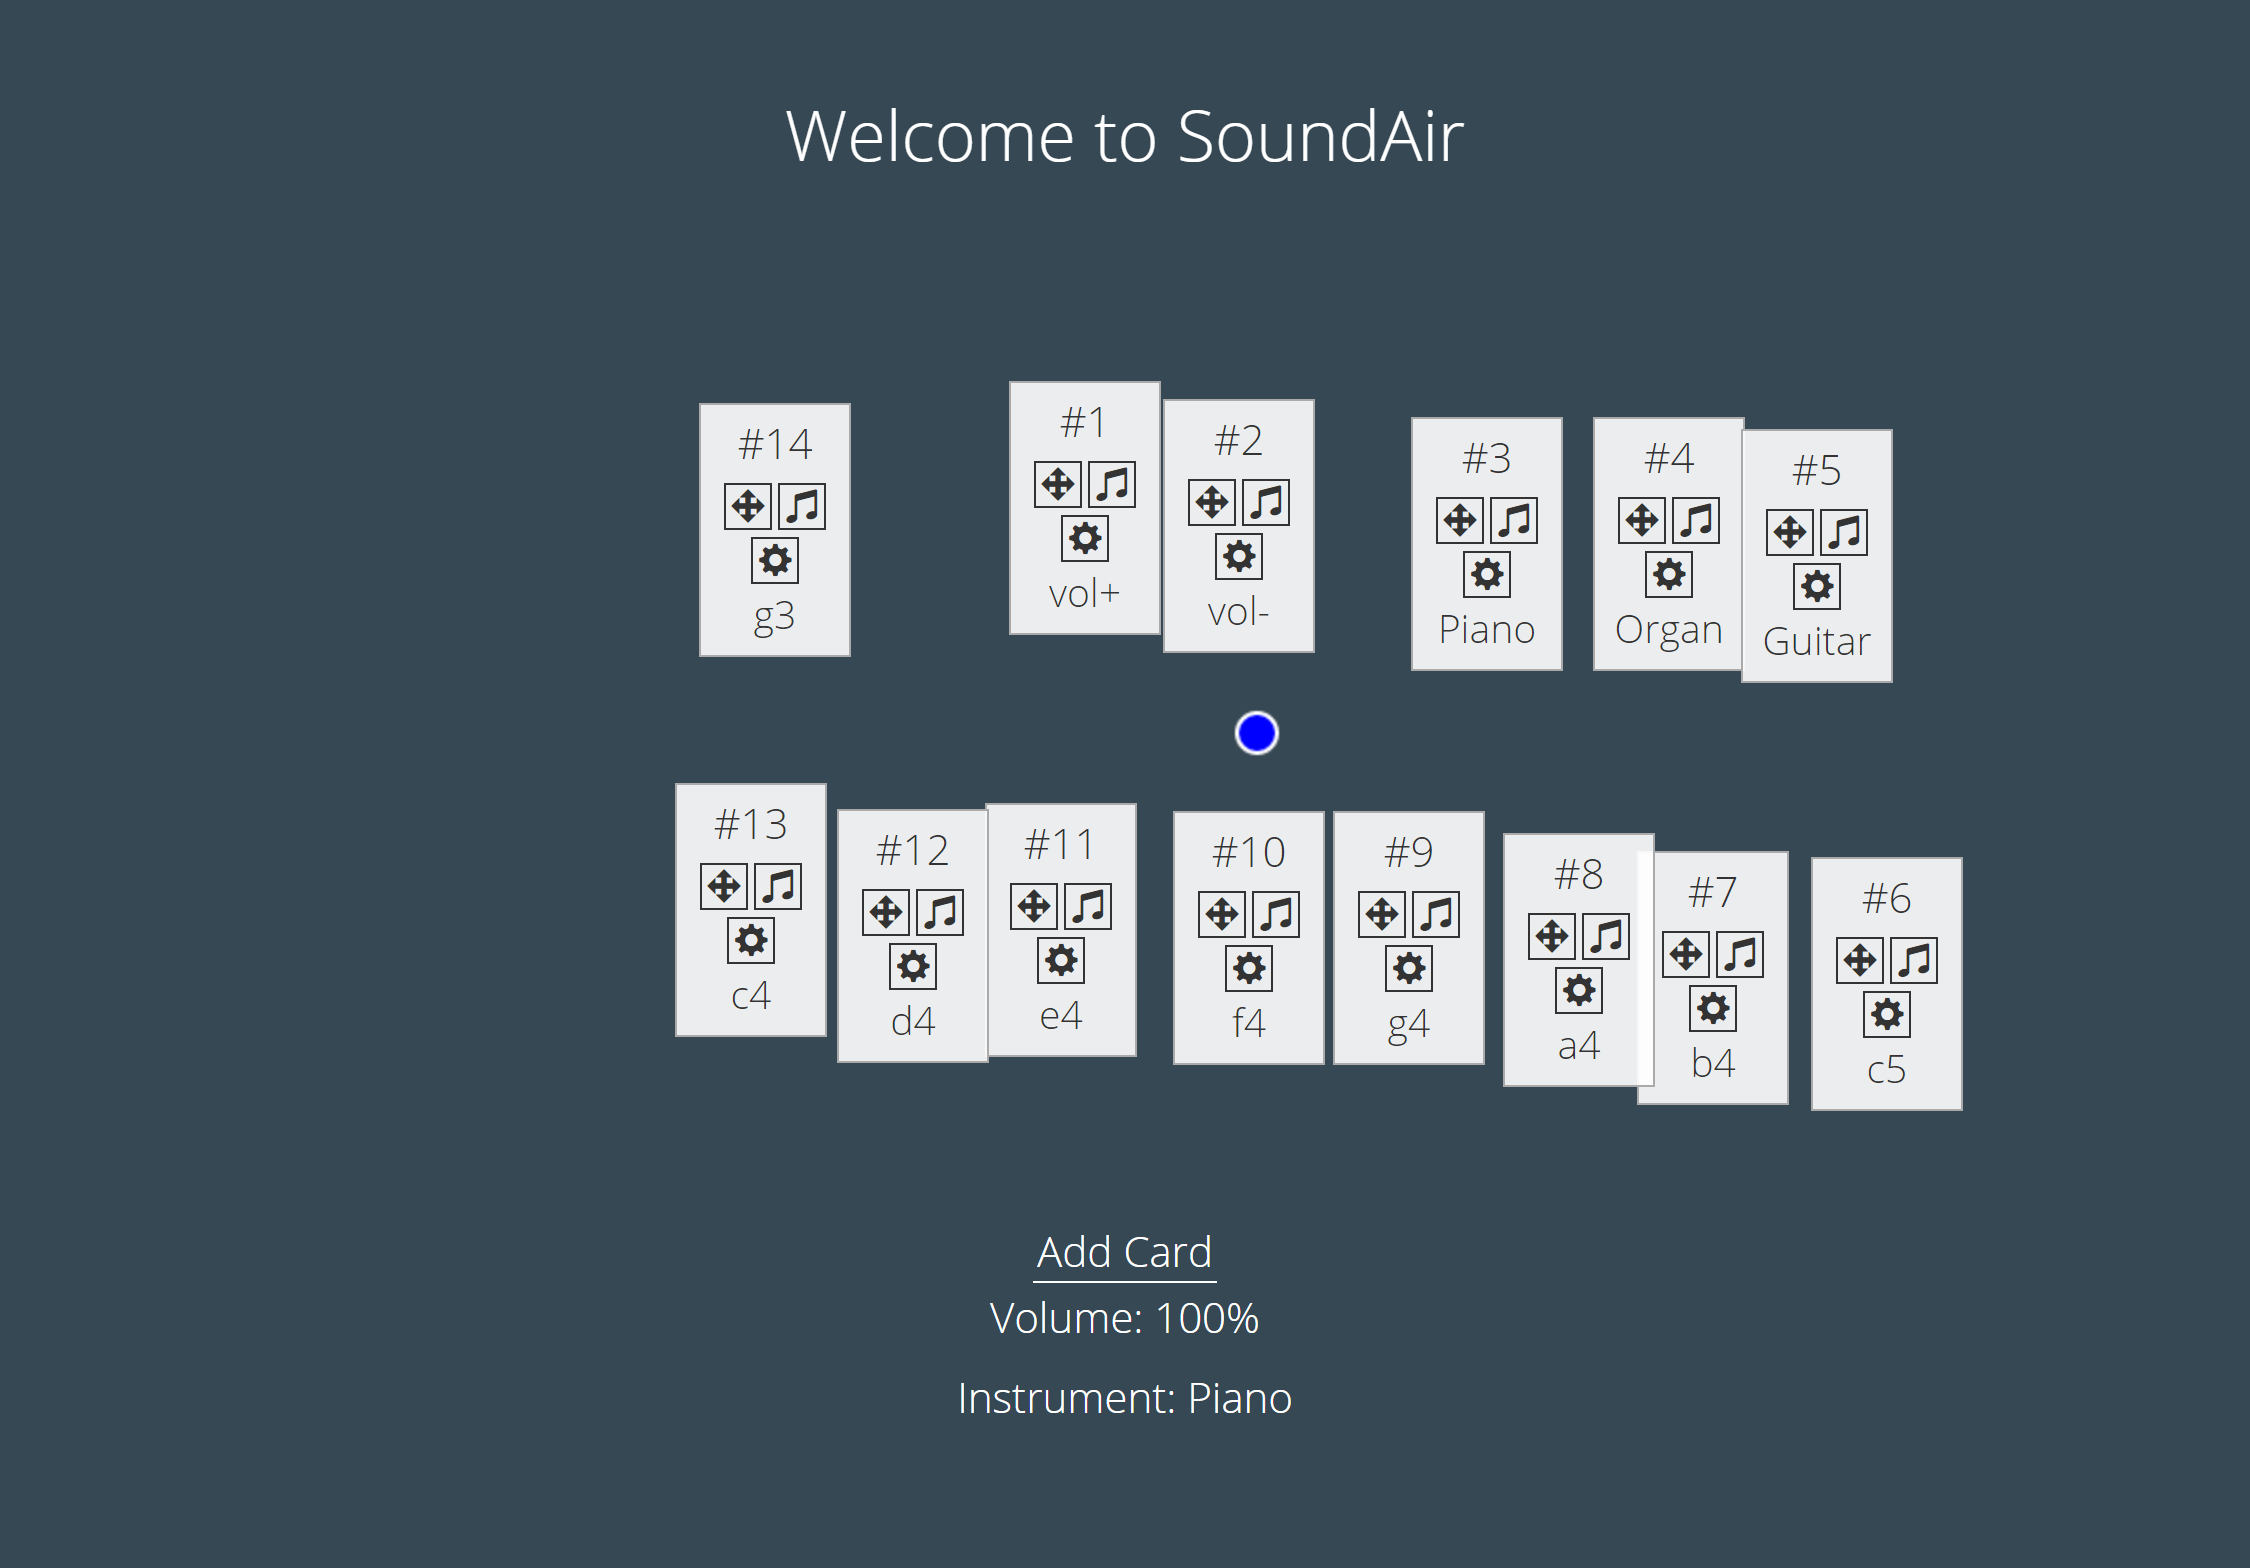 Welcome to SoundAir
#14
g3
#1
vol+
#2
vol-
#3
Piano
#4
Organ
#5
Guitar
#13
c4
#12
d4
#11
e4
#10
f4
#9
g4
#8
a4
#7
b4
#6
c5
Add Card
Volume: 100%
Instrument: Piano